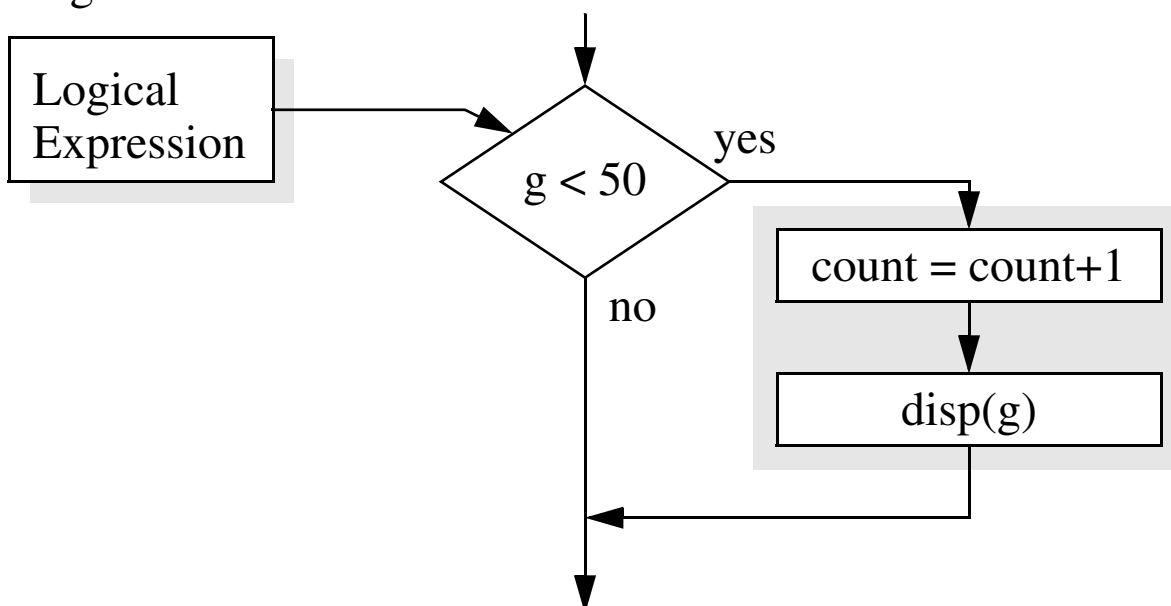 Logical
Expression
g < 50
yes
no
count = count+1
disp(g)